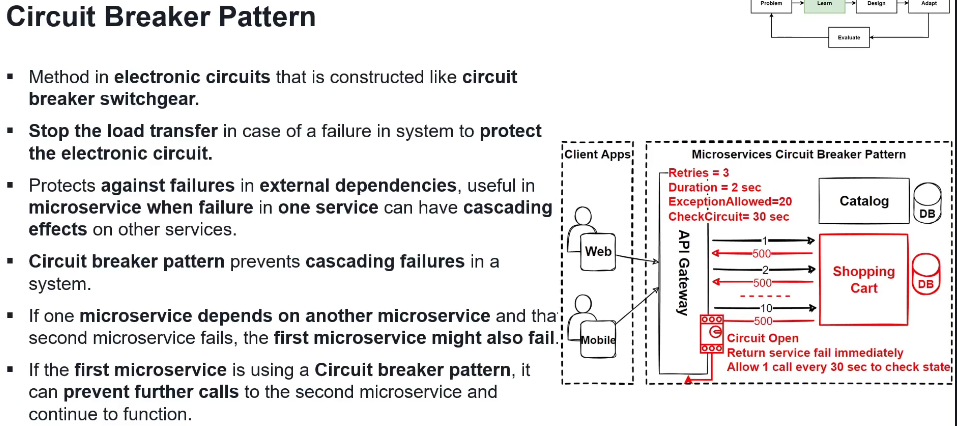 Circuit Breaker Pattern
Problem
Learn
Design
Adapt
Evaluate
▪ Method in electronic circuits that is constructed like circuit
breaker switchgear.
▪ Stop the load transfer in case of a failure in system to protect
the electronic circuit.
▪ Protects against failures in external dependencies, useful in
microservice when failure in one service can have cascading
effects on other services.
▪ Circuit breaker pattern prevents cascading failures in a
system.
▪ If one microservice depends on another microservice and tha
second microservice fails, the first microservice might also fail.
▪ If the first microservice is using a Circuit breaker pattern, it
can prevent further calls to the second microservice and
continue to function.
Client Apps
Web
Mobile
Microservices Circuit Breaker Pattern
Retries = 3
Duration = 2 sec
ExceptionAllowed=20
CheckCircuit= 30 sec
API Gateway
1
500
2
500
10
500
Catalog
DB
Shopping
Cart
DB
Circuit Open
Return service fail immediately
Allow 1 call every 30 sec to check state